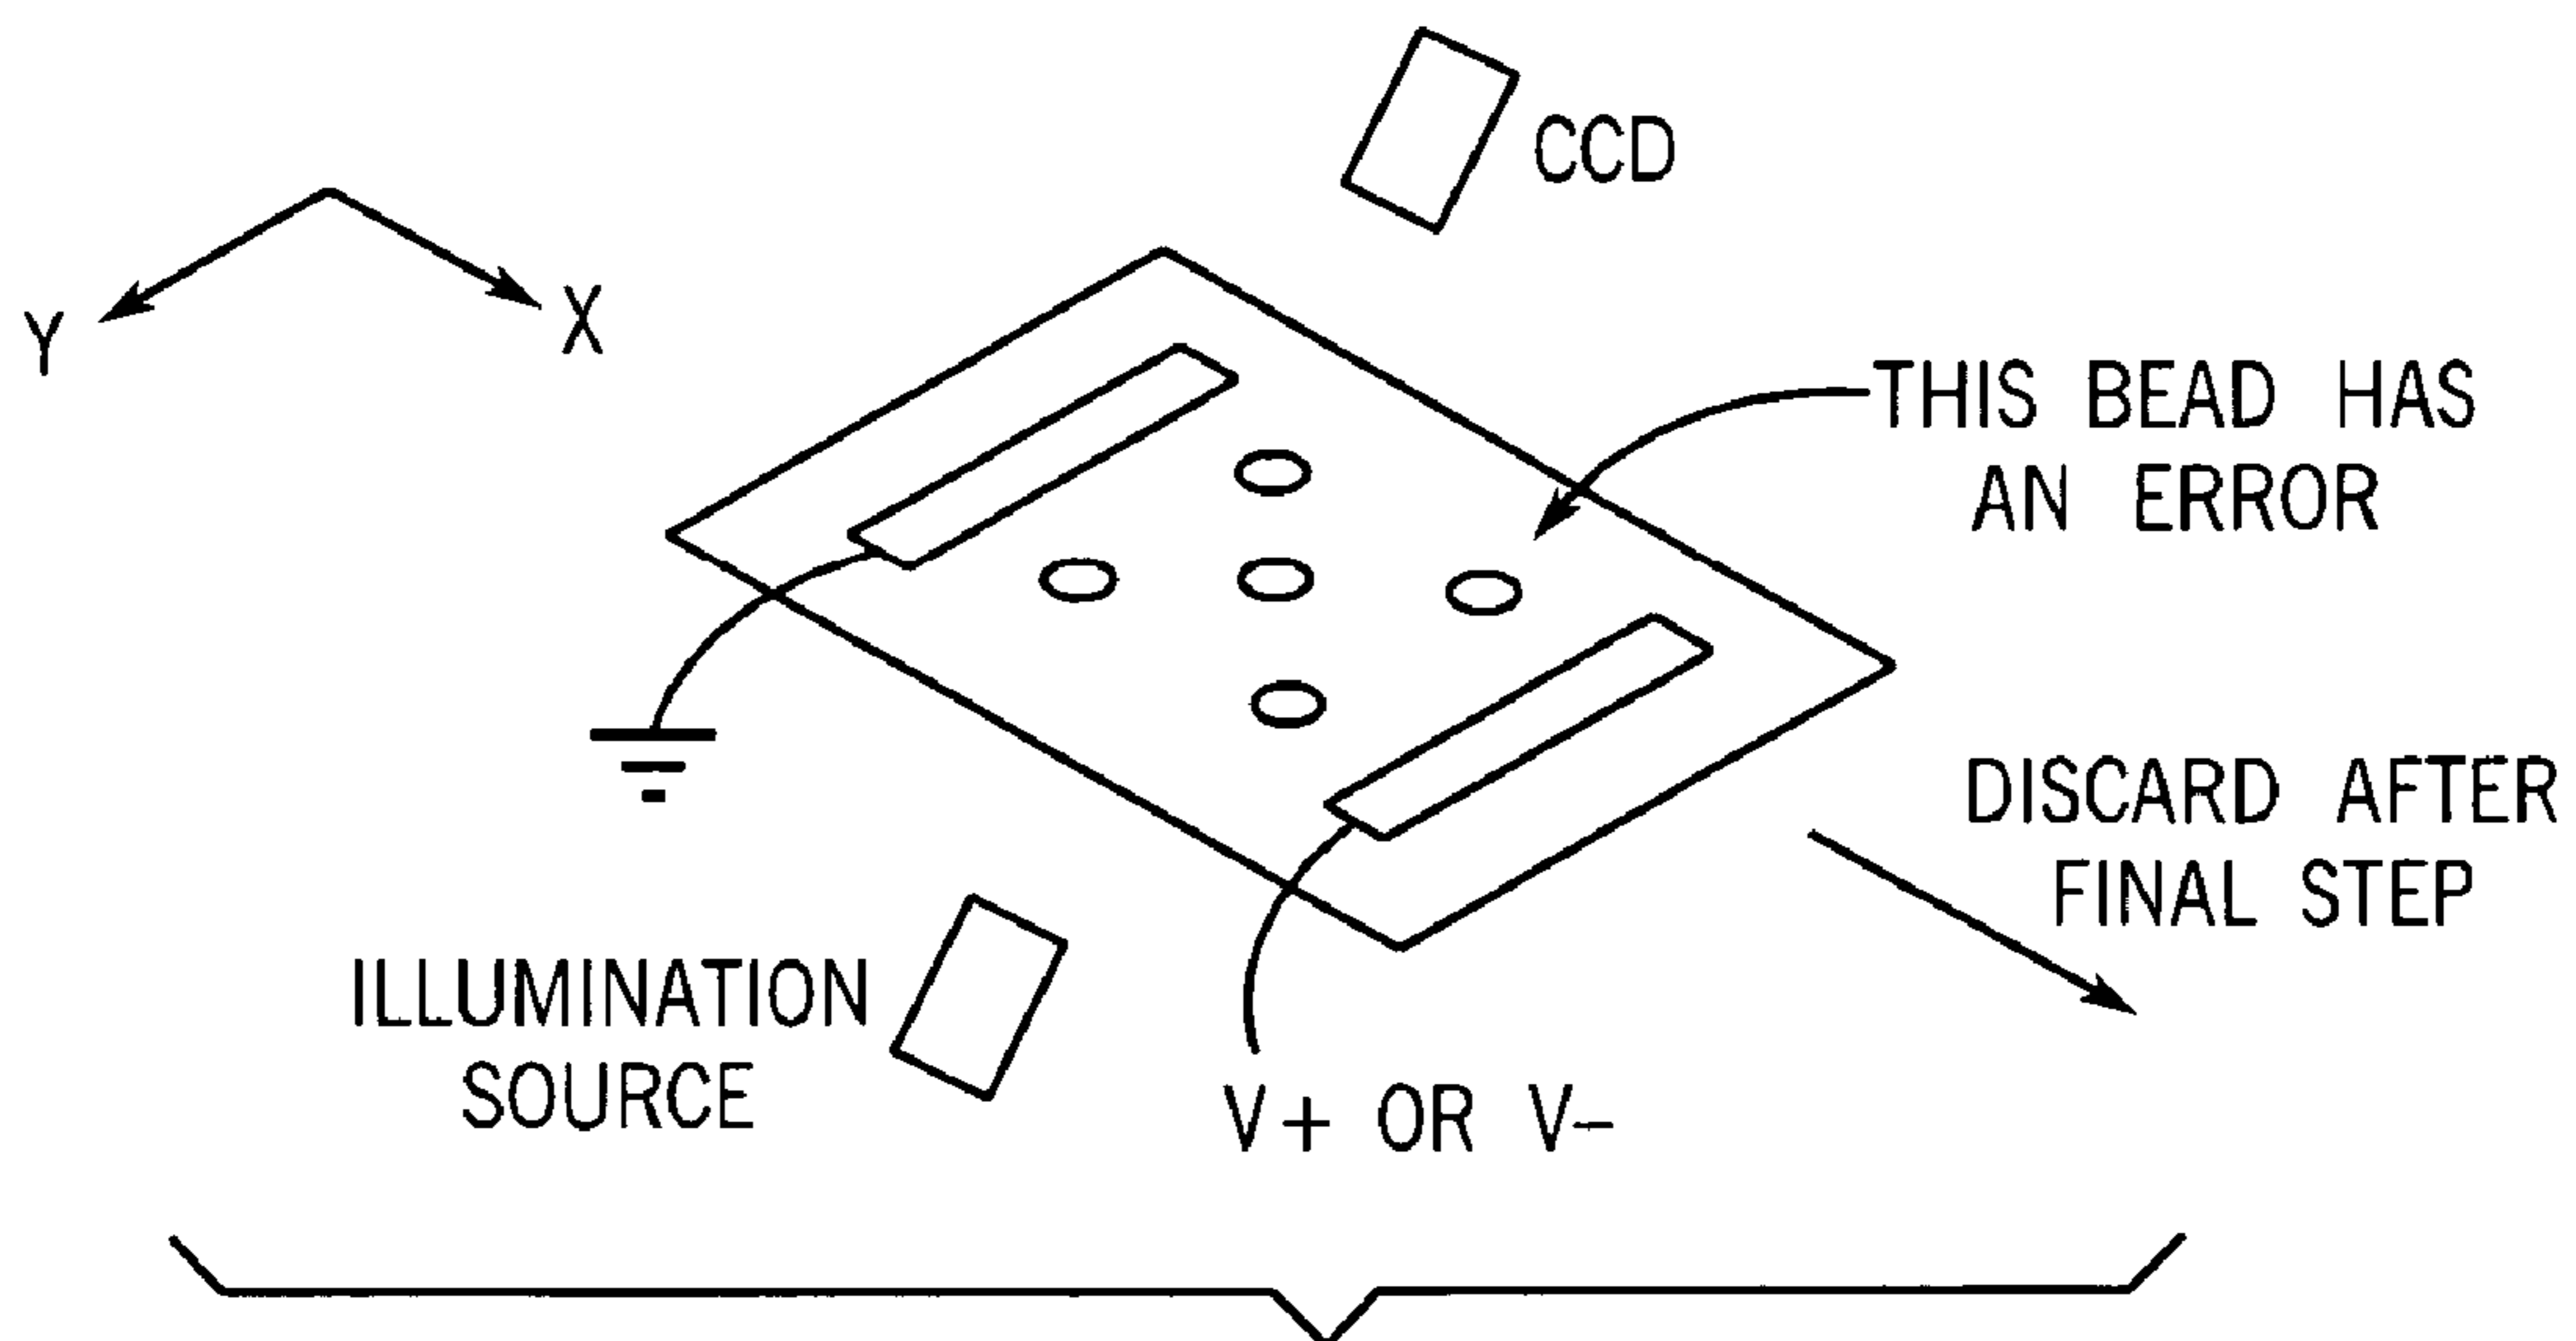 CCD
Y
X
THIS BEAD HAS
AN ERROR
DISCARD AFTER
FINAL STEP
ILLUMINATION
SOURCE
V+ OR V-